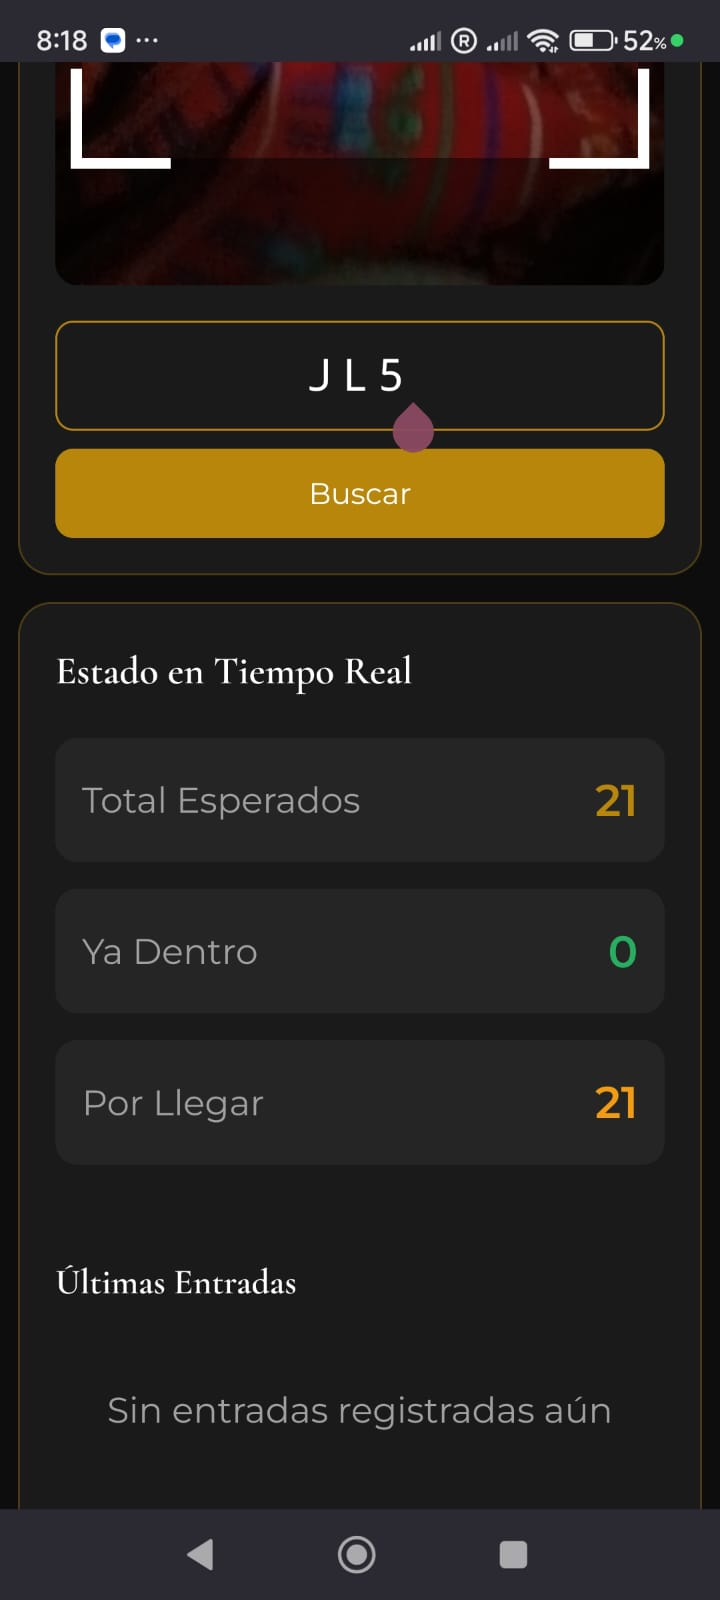 8:18 ... R 52%
J L 5
Buscar
Estado en Tiempo Real
Total Esperados 21
Ya Dentro 0
Por Llegar 21
Últimas Entradas
Sin entradas registradas aún